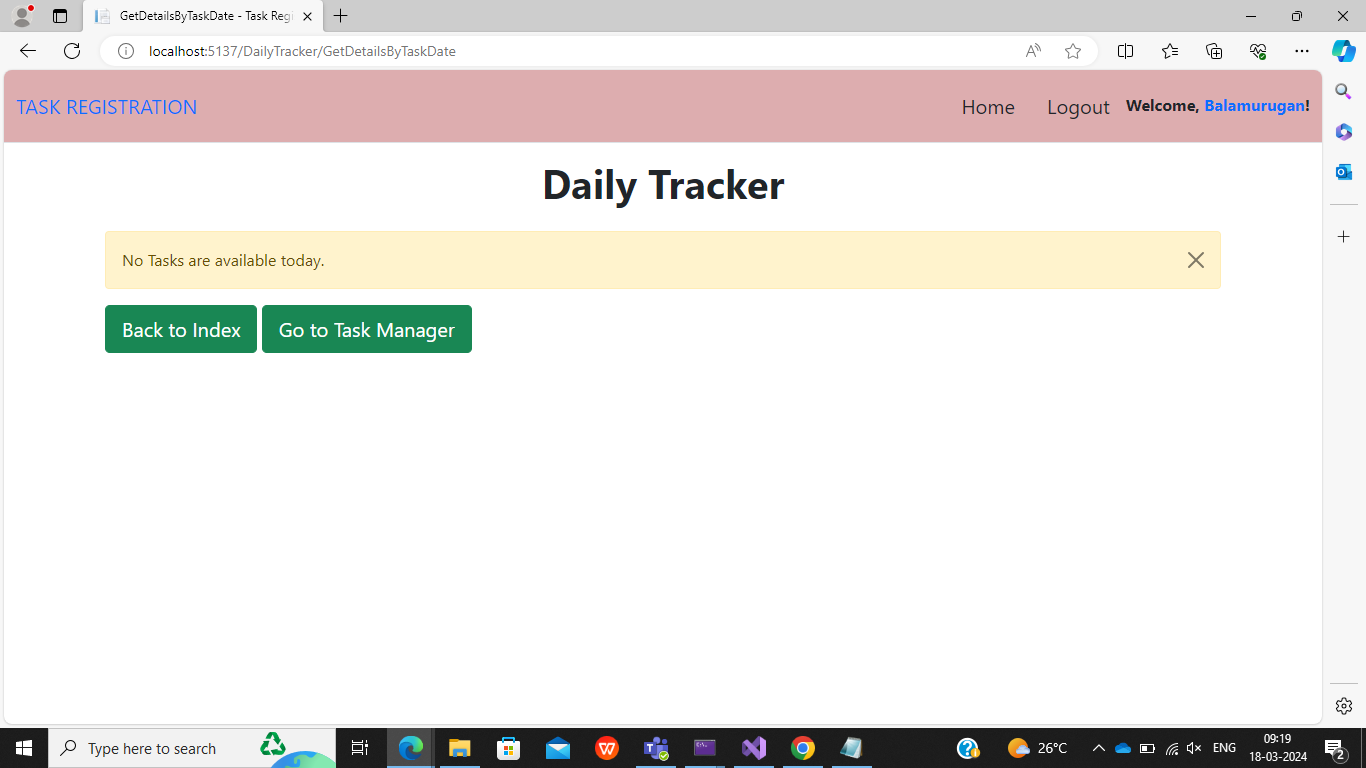 GetDetailsByTaskDate - Task Regi
localhost:5137/DailyTracker/GetDetailsByTaskDate
TASK REGISTRATION
Home
Logout
Welcome, Balamurugan!
Daily Tracker
No Tasks are available today.
Back to Index
Go to Task Manager
Type here to search
26°C
ENG
09:19
18-03-2024
2